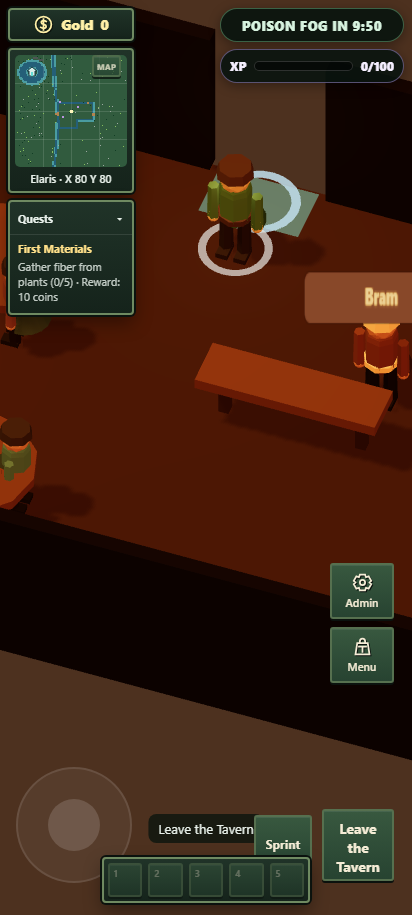 Gold 0
POISON FOG IN 9:50
XP 0/100
MAP
Elaris · X 80 Y 80
Quests
First Materials
Gather fiber from
plants (0/5) · Reward:
10 coins
Bram
Admin
Menu
Leave the Tavern
Sprint
Leave
the
Tavern
1 2 3 4 5